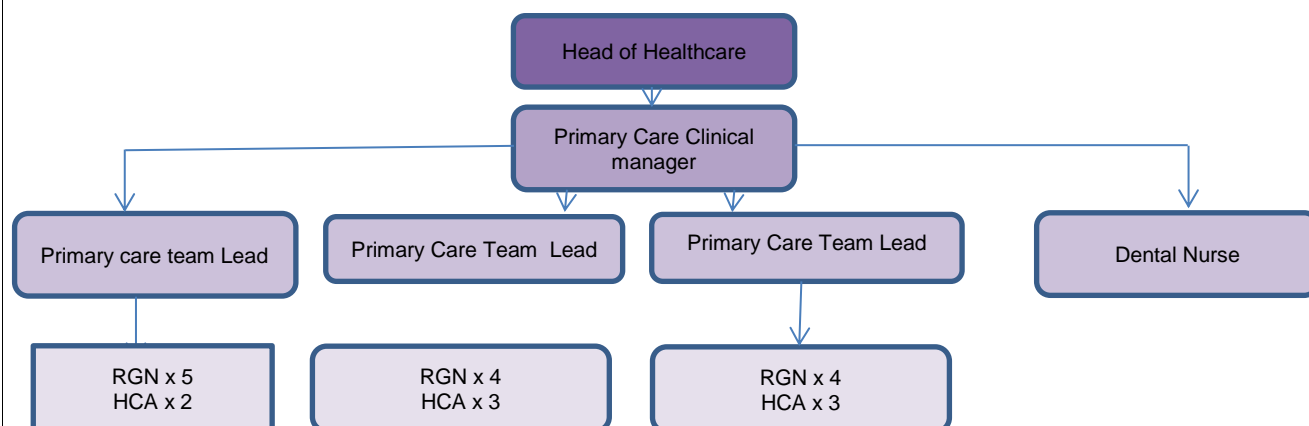 Head of Healthcare
Primary Care Clinical
manager
Primary care team Lead
Primary Care Team  Lead
Primary Care Team Lead
Dental Nurse
RGN x 5
HCA x 2
RGN x 4
HCA x 3
RGN x 4
HCA x 3